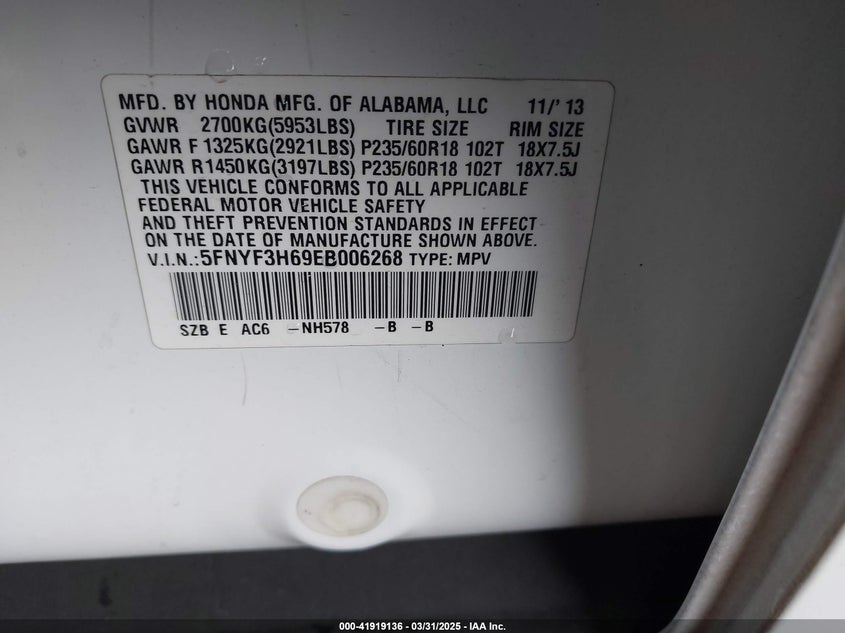 MFD. BY HONDA MFG. OF ALABAMA, LLC 11/' 13
GVWR 2700KG(5953LBS) TIRE SIZE RIM SIZE
GAWR F 1325KG(2921LBS) P235/60R18 102T 18X7.5J
GAWR R1450KG(3197LBS) P235/60R18 102T 18X7.5J
THIS VEHICLE CONFORMS TO ALL APPLICABLE
FEDERAL MOTOR VEHICLE SAFETY
AND THEFT PREVENTION STANDARDS IN EFFECT
ON THE DATE OF MANUFACTURE SHOWN ABOVE.
V.I.N.:5FNYF3H69EB006268 TYPE: MPV
SZB E AC6 -NH578 -B -B
000-41919136 - 03/31/2025 - IAA Inc.